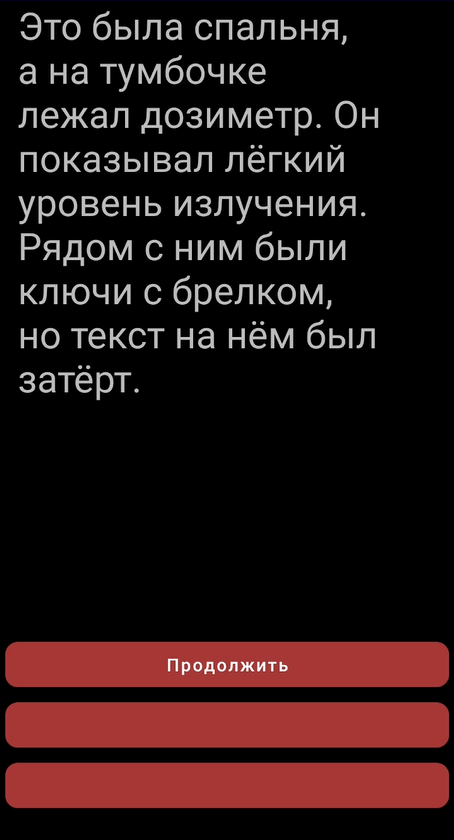 Это была спальня,
а на тумбочке
лежал дозиметр. Он
показывал лёгкий
уровень излучения.
Рядом с ним были
ключи с брелком,
но текст на нём был
затёрт.
Продолжить